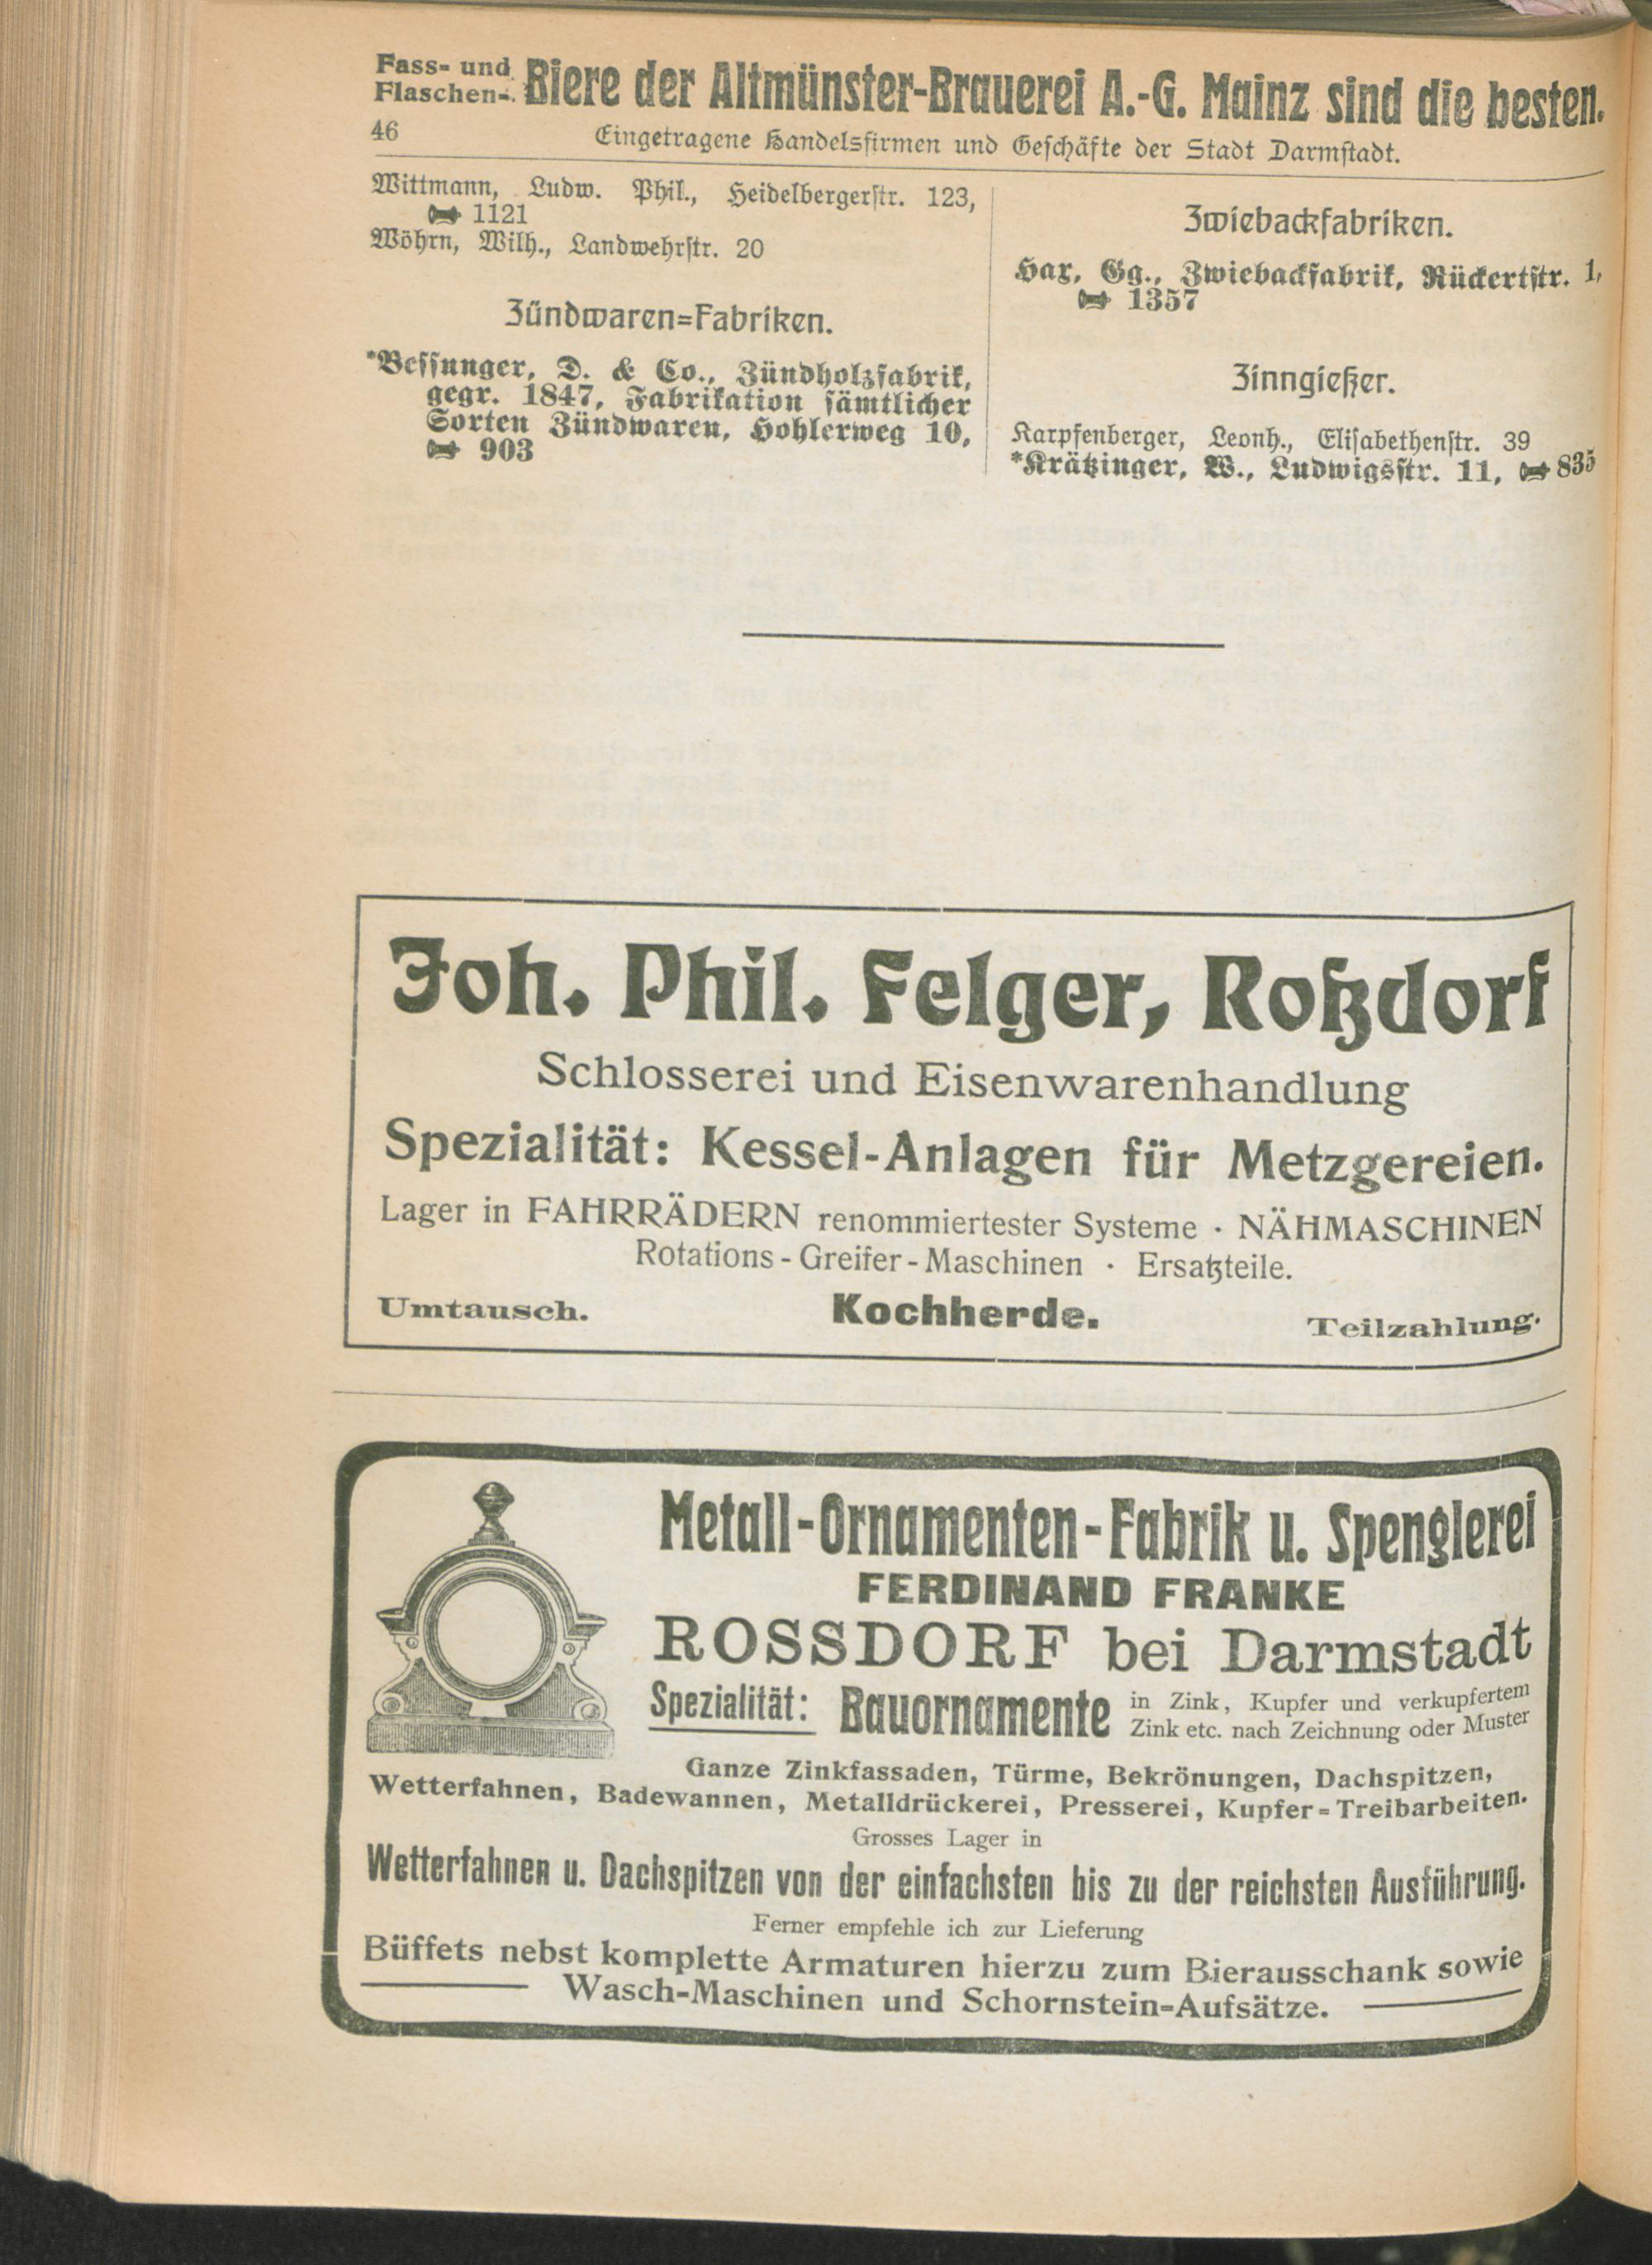 Fass- und Flaschen-. Biere der Altmünster-Brauerei A.-G. Mainz sind die besten.
46 Eingetragene Handelsfirmen und Geschäfte der Stadt Darmstadt.
Wittmann, Ludw. Phil., Heidelbergerstr. 123,
1121
Wöhrn, Wilh., Landwehrstr. 20
Zündwaren=Fabriken.
*Bessunger, D. & Co., Zündholzfabrik,
gegr. 1847, Fabrikation sämtlicher
Sorten Zündwaren, Hohlerweg 10,
903
Zwiebackfabriken.
Hax, Gg., Zwiebackfabrik, Rückertstr. 1,
1357
Zinngießer.
Karpfenberger, Leonh., Elisabethenstr. 39
*Krätzinger, W., Ludwigsstr. 11, 835
Joh. Phil. Felger, Roßdorf
Schlosserei und Eisenwarenhandlung
Spezialität: Kessel-Anlagen für Metzgereien.
Lager in FAHRRÄDERN renommiertester Systeme · NÄHMASCHINEN
Rotations-Greifer-Maschinen · Ersatzteile.
Umtausch. Kochherde. Teilzahlung.
Metall-Ornamenten-Fabrik u. Spenglerei
FERDINAND FRANKE
ROSSDORF bei Darmstadt
Spezialität: Bauornamente in Zink, Kupfer und verkupfertem
Zink etc. nach Zeichnung oder Muster
Ganze Zinkfassaden, Türme, Bekrönungen, Dachspitzen,
Wetterfahnen, Badewannen, Metalldrückerei, Presserei, Kupfer=Treibarbeiten.
Grosses Lager in
Wetterfahnen u. Dachspitzen von der einfachsten bis zu der reichsten Ausführung.
Ferner empfehle ich zur Lieferung
Büffets nebst komplette Armaturen hierzu zum Bierausschank sowie
Wasch-Maschinen und Schornstein-Aufsätze.